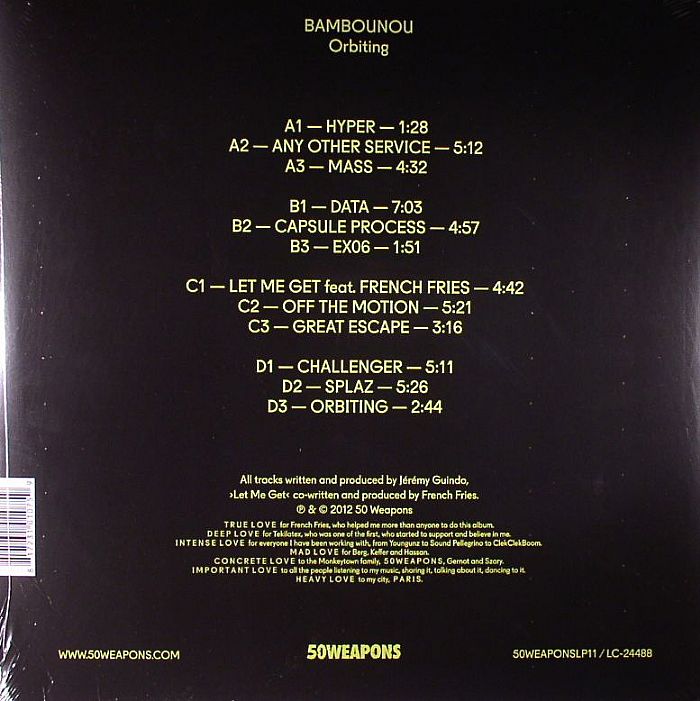 BAMBOUNOU
Orbiting
A1 — HYPER — 1:28
A2 — ANY OTHER SERVICE — 5:12
A3 — MASS — 4:32
B1 — DATA — 7:03
B2 — CAPSULE PROCESS — 4:57
B3 — EX06 — 1:51
C1 — LET ME GET feat. FRENCH FRIES — 4:42
C2 — OFF THE MOTION — 5:21
C3 — GREAT ESCAPE — 3:16
D1 — CHALLENGER — 5:11
D2 — SPLAZ — 5:26
D3 — ORBITING — 2:44
All tracks written and produced by Jérémy Guindo,
›Let Me Get‹ co-written and produced by French Fries.
℗ & © 2012 50 Weapons
TRUE LOVE for French Fries, who helped me more than anyone to do this album.
DEEP LOVE for Tekilatex, who was one of the first, who started to support and believe in me.
INTENSE LOVE for everyone I have been working with, from Youngunz to Sound Pellegrino to ClekClekBoom.
MAD LOVE for Berg, Keffer and Hassan.
CONCRETE LOVE to the Monkeytown family, 50WEAPONS, Gernot and Szary.
IMPORTANT LOVE to all the people listening to my music, sharing it, talking about it, dancing to it.
HEAVY LOVE to my city, PARIS.
WWW.50WEAPONS.COM
50WEAPONS
50WEAPONSLP11 / LC-24488